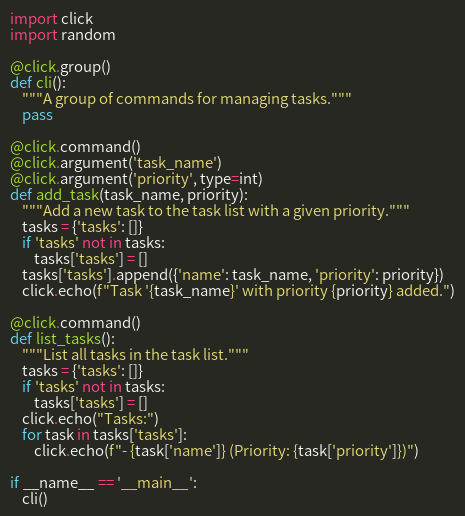 import click
import random

@click.group()
def cli():
    """A group of commands for managing tasks."""
    pass

@click.command()
@click.argument('task_name')
@click.argument('priority', type=int)
def add_task(task_name, priority):
    """Add a new task to the task list with a given priority."""
    tasks = {'tasks': []}
    if 'tasks' not in tasks:
        tasks['tasks'] = []
    tasks['tasks'].append({'name': task_name, 'priority': priority})
    click.echo(f"Task '{task_name}' with priority {priority} added.")

@click.command()
def list_tasks():
    """List all tasks in the task list."""
    tasks = {'tasks': []}
    if 'tasks' not in tasks:
        tasks['tasks'] = []
    click.echo("Tasks:")
    for task in tasks['tasks']:
        click.echo(f"- {task['name']} (Priority: {task['priority']})")

if __name__ == '__main__':
    cli()